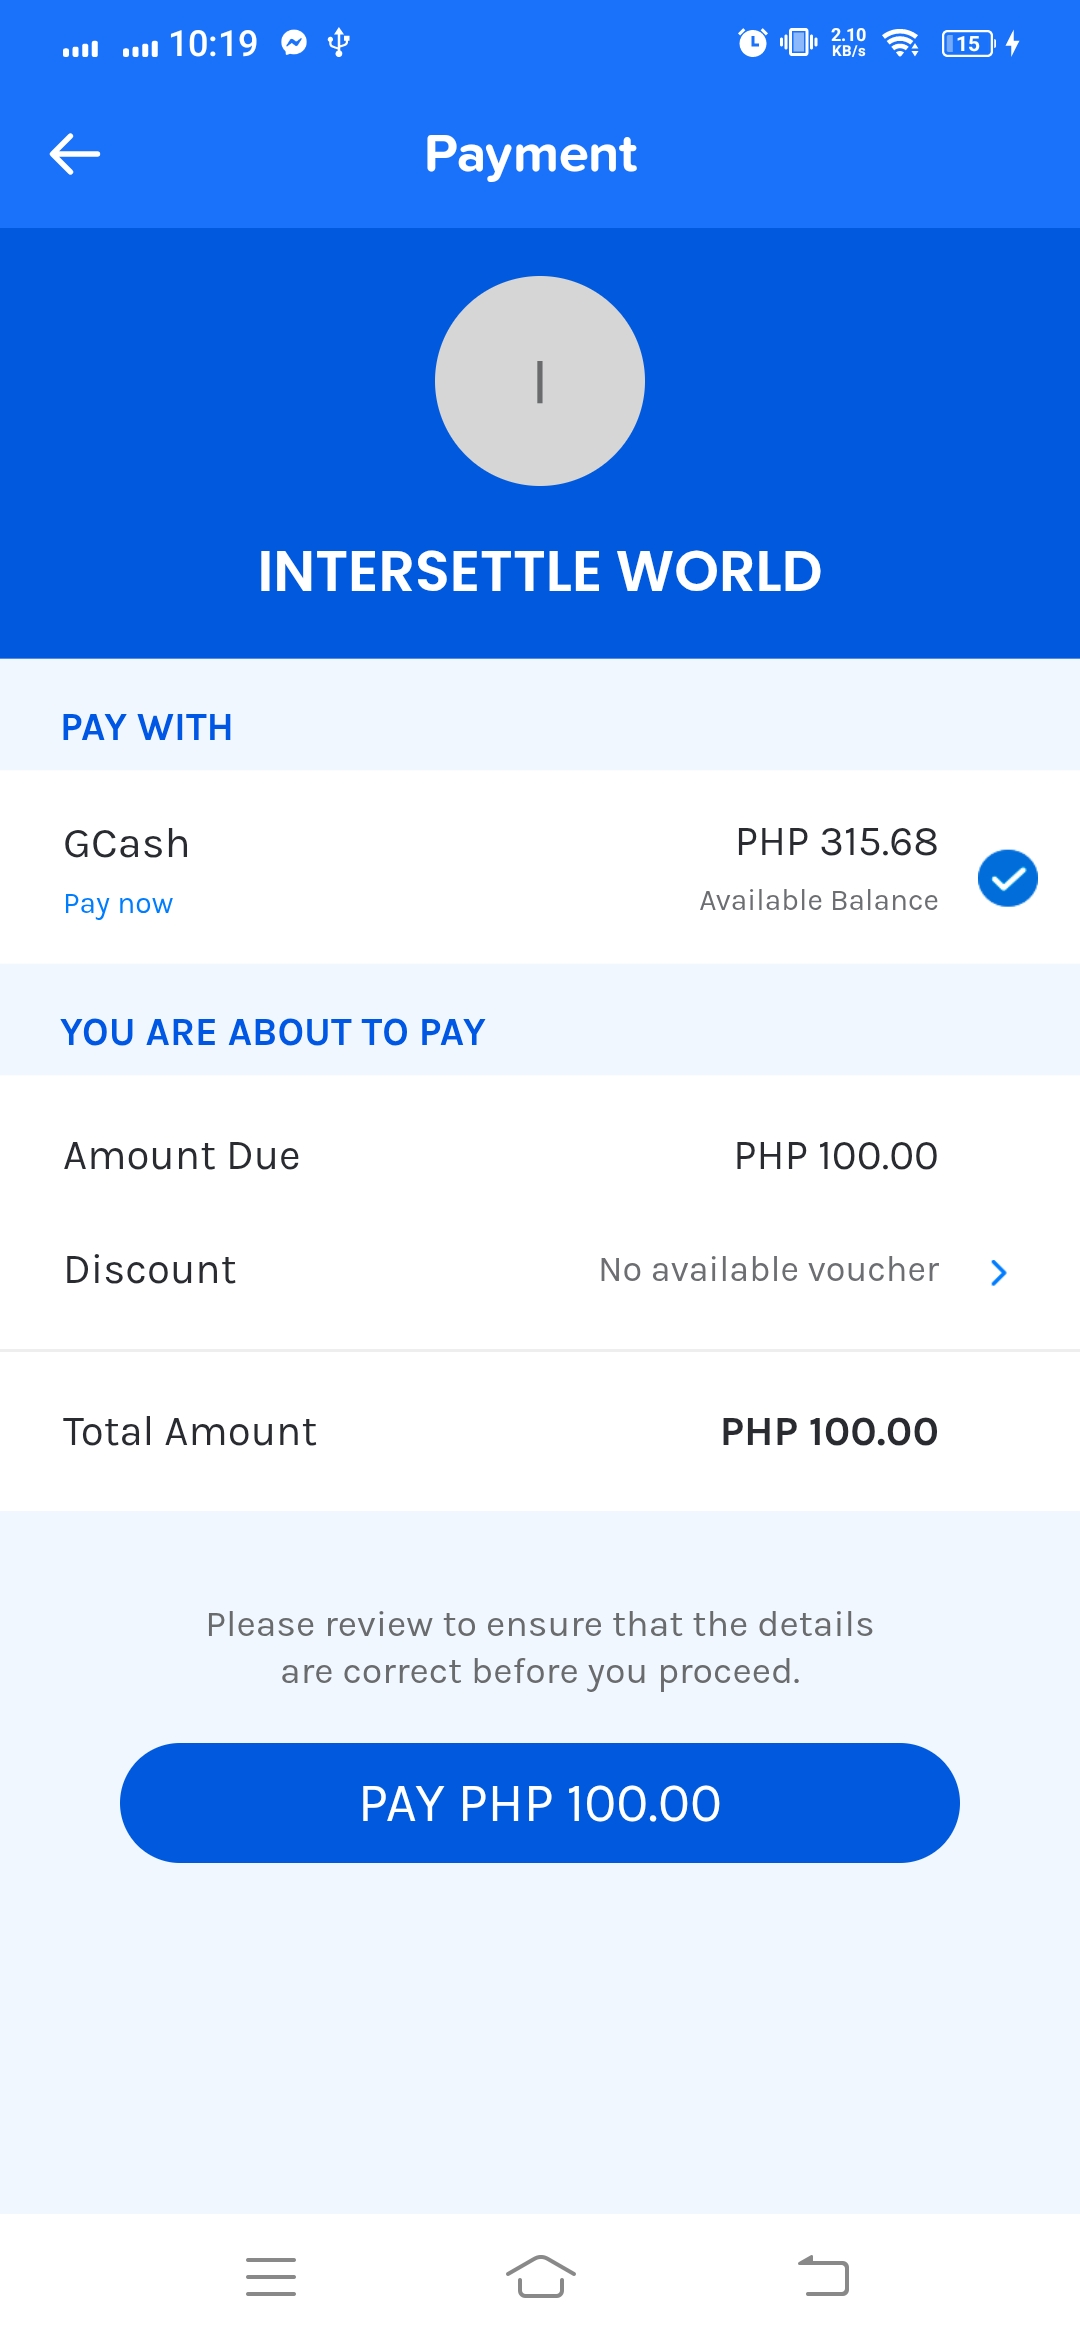 10:19
2.10
KB/s
15
Payment
I
INTERSETTLE WORLD
PAY WITH
GCash
PHP 315.68
Pay now
Available Balance
YOU ARE ABOUT TO PAY
Amount Due
PHP 100.00
Discount
No available voucher
Total Amount
PHP 100.00
Please review to ensure that the details
are correct before you proceed.
PAY PHP 100.00